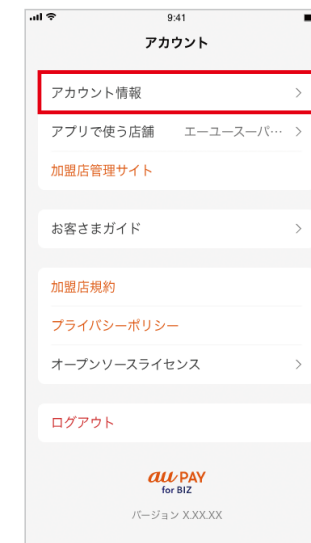 9:41
アカウント
アカウント情報
アプリで使う店舗 エーユースーパ…
加盟店管理サイト
お客さまガイド
加盟店規約
プライバシーポリシー
オープンソースライセンス
ログアウト
au PAY
for BIZ
バージョン X.XX.XX